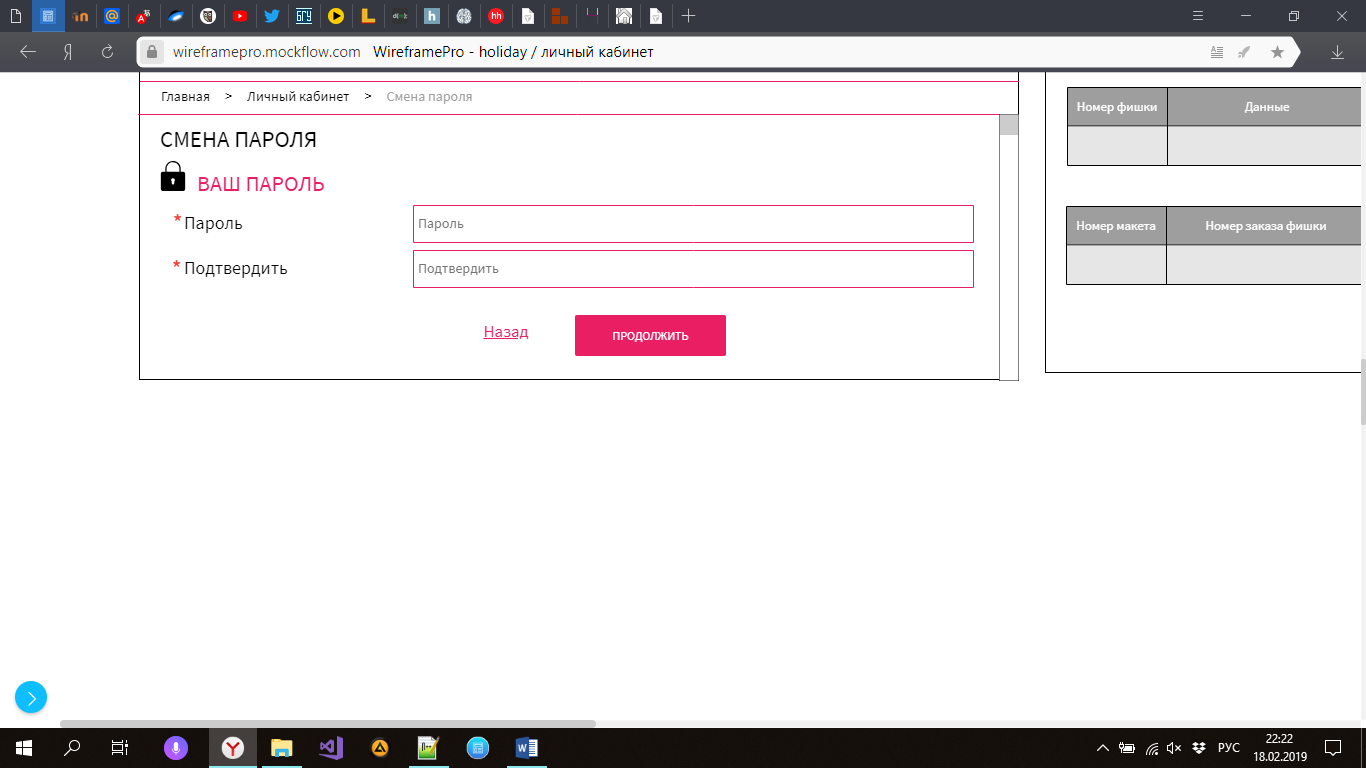 wireframepro.mockflow.com WireframePro - holiday / личный кабинет
Главная > Личный кабинет > Смена пароля
СМЕНА ПАРОЛЯ
ВАШ ПАРОЛЬ
* Пароль
Пароль
* Подтвердить
Подтвердить
Назад
ПРОДОЛЖИТЬ
Номер фишки Данные
Номер макета Номер заказа фишки
РУС
22:22
18.02.2019